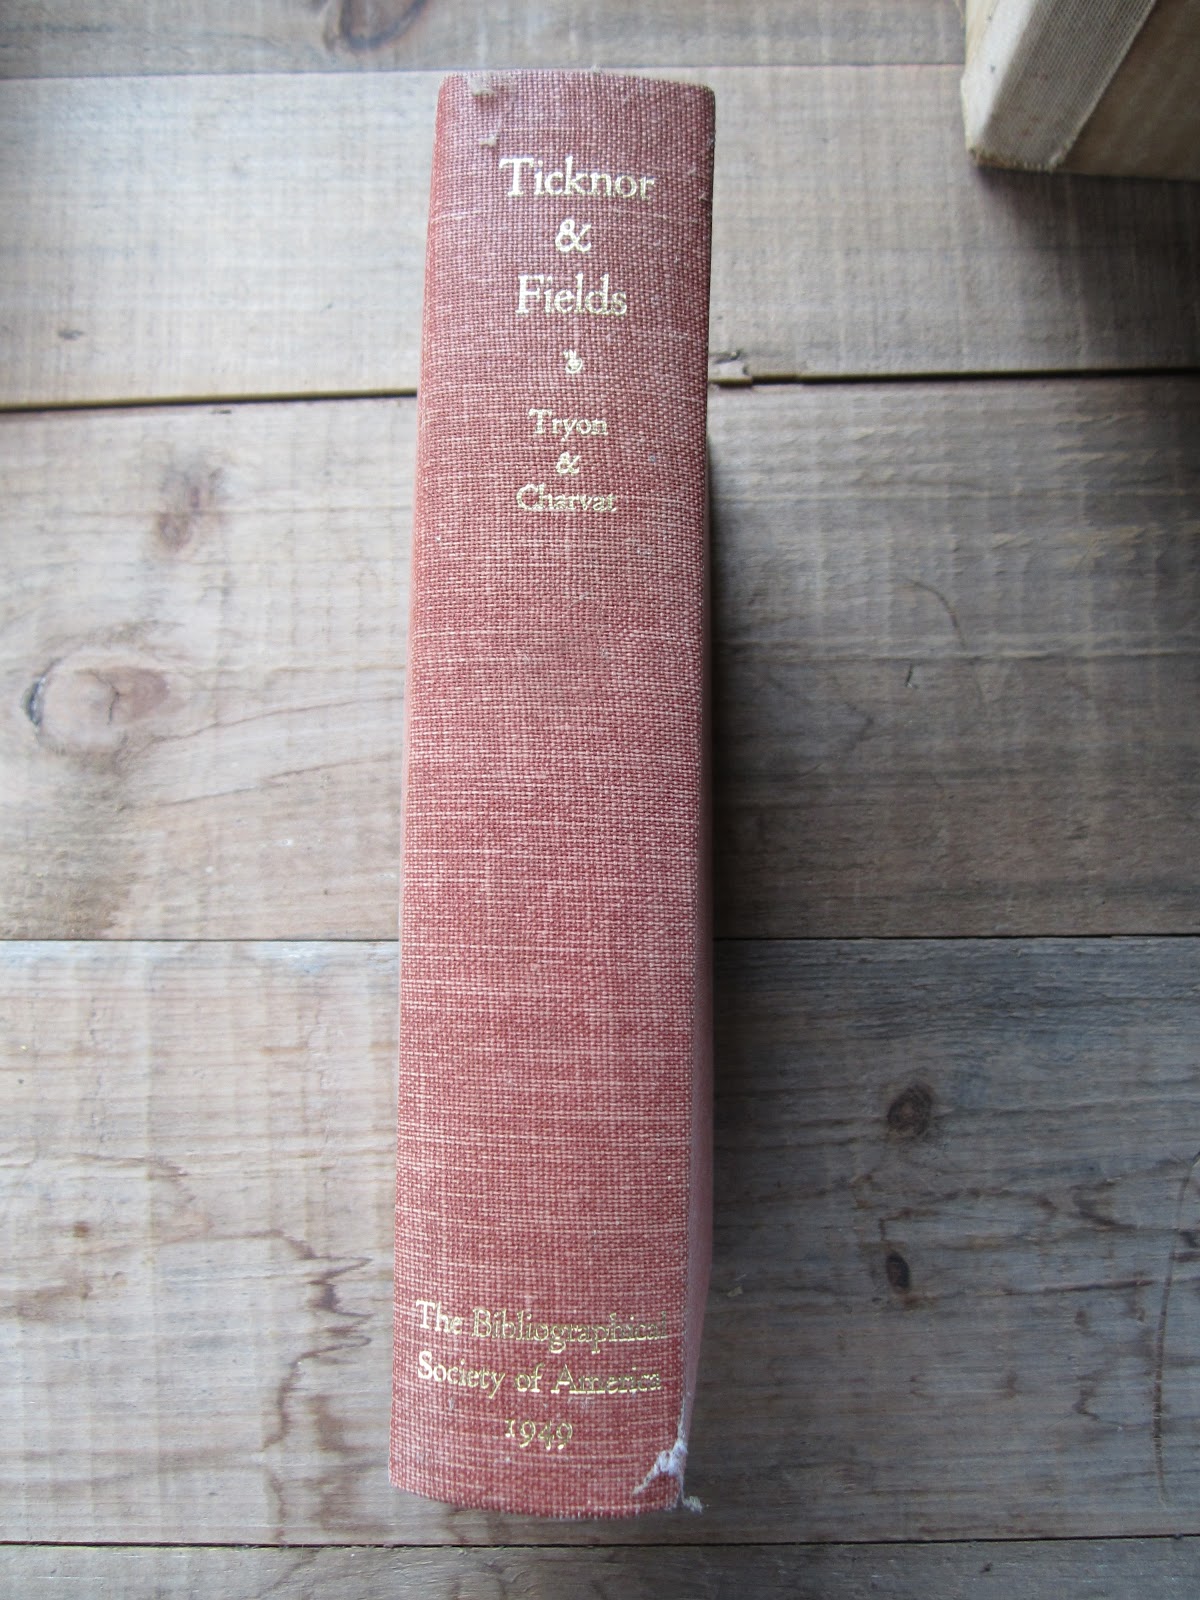 Ticknor
&
Fields
Tryon
&
Charvat
The Bibliographical
Society of America
1949